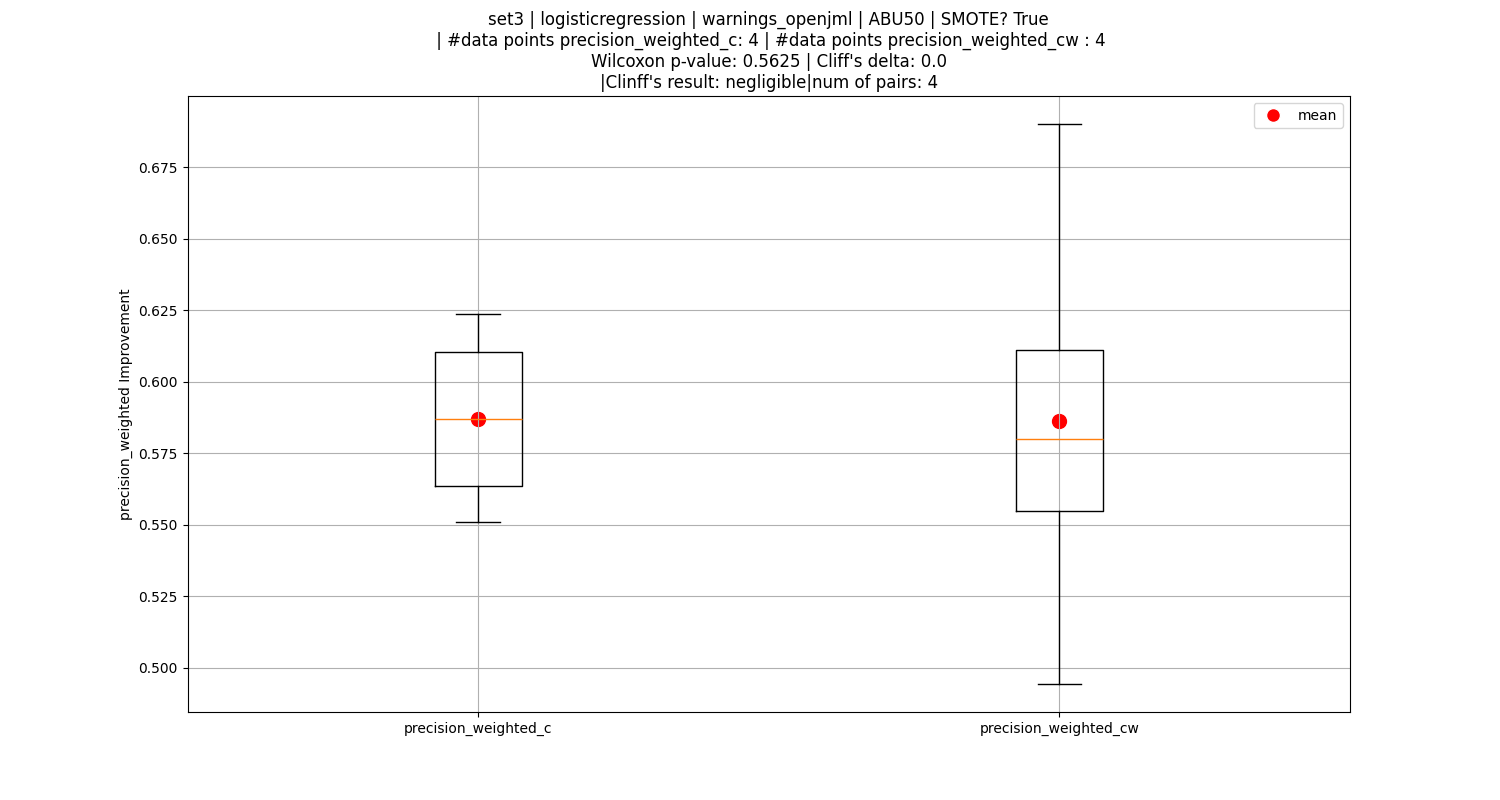 set3 | logisticregression | warnings_openjml | ABU50 | SMOTE? True
| #data points precision_weighted_c: 4 | #data points precision_weighted_cw : 4
Wilcoxon p-value: 0.5625 | Cliff's delta: 0.0
|Clinff's result: negligible|num of pairs: 4
mean
0.675
0.650
0.625
0.600
0.575
0.550
0.525
0.500
precision_weighted Improvement
precision_weighted_c
precision_weighted_cw